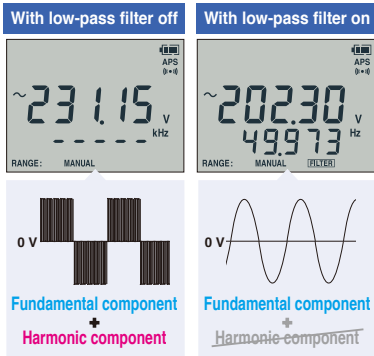 With low-pass filter off
APS
~231.15 V
- - - - - kHz
RANGE: MANUAL
0 V
Fundamental component
+
Harmonic component
With low-pass filter on
APS
~202.30 V
49.973 Hz
RANGE: MANUAL FILTER
0 V
Fundamental component
+
Harmonic component